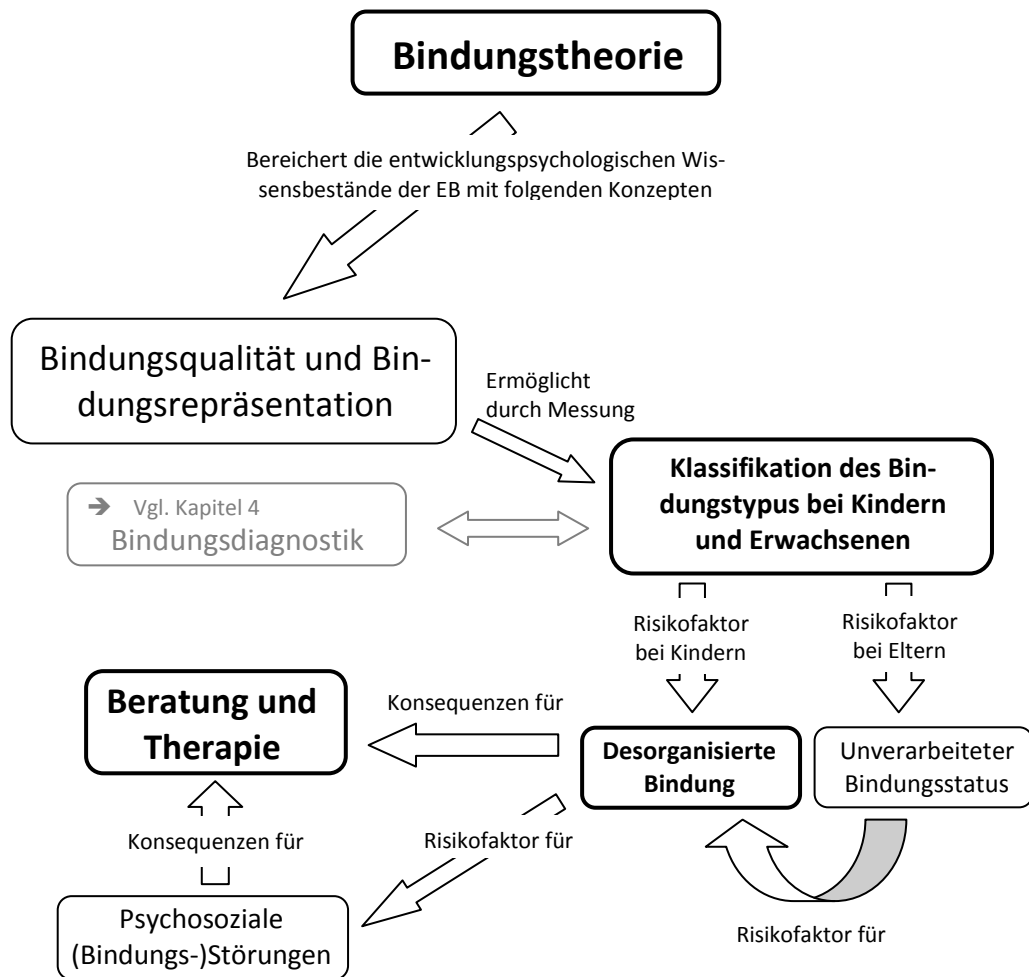 Bindungstheorie
Bereichert die entwicklungspsychologischen Wis-
sensbestände der EB mit folgenden Konzepten
Bindungsqualität und Bin-
dungsrepräsentation
Ermöglicht
durch Messung
Klassifikation des Bin-
dungstypus bei Kindern
und Erwachsenen
➔ Vgl. Kapitel 4
Bindungsdiagnostik
Risikofaktor
bei Kindern
Risikofaktor
bei Eltern
Beratung und
Therapie
Konsequenzen für
Desorganisierte
Bindung
Unverarbeiteter
Bindungsstatus
Konsequenzen für
Risikofaktor für
Psychosoziale
(Bindungs-)Störungen
Risikofaktor für